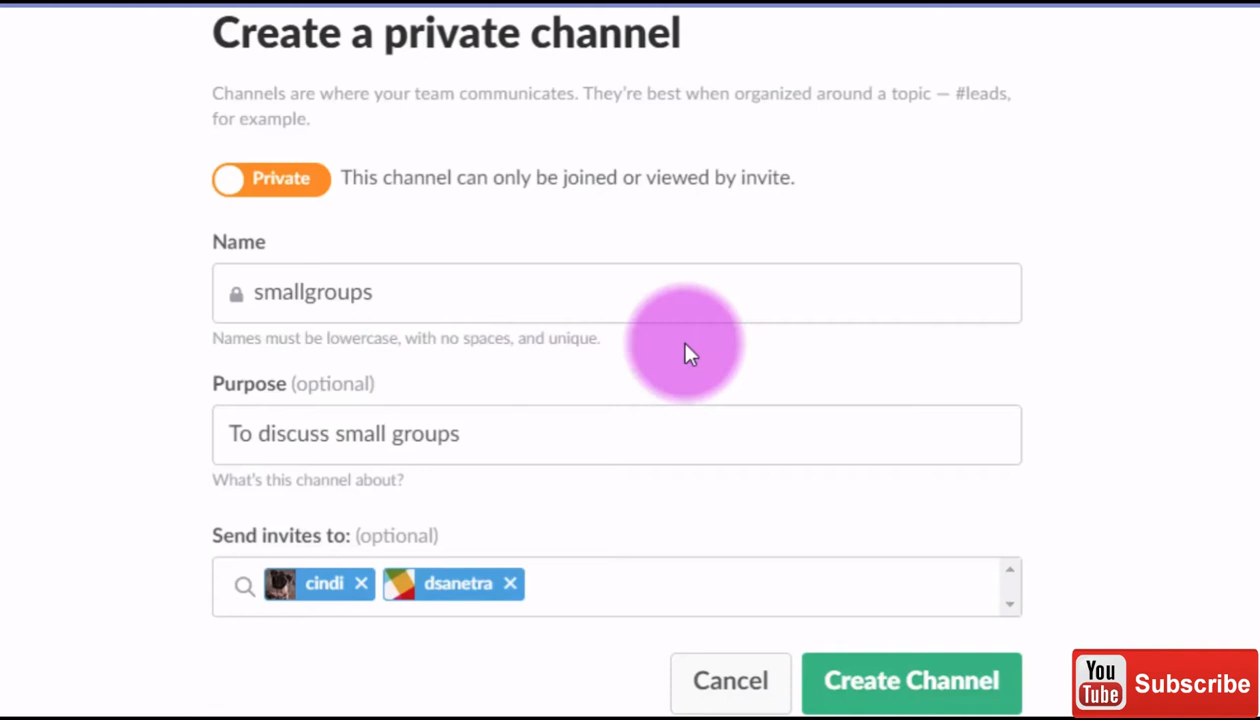 Create a private channel
Channels are where your team communicates. They're best when organized around a topic — #leads,
for example.
Private This channel can only be joined or viewed by invite.
Name
smallgroups
Names must be lowercase, with no spaces, and unique.
Purpose (optional)
To discuss small groups
What's this channel about?
Send invites to: (optional)
cindi × dsanetra ×
Cancel Create Channel
You
Tube Subscribe